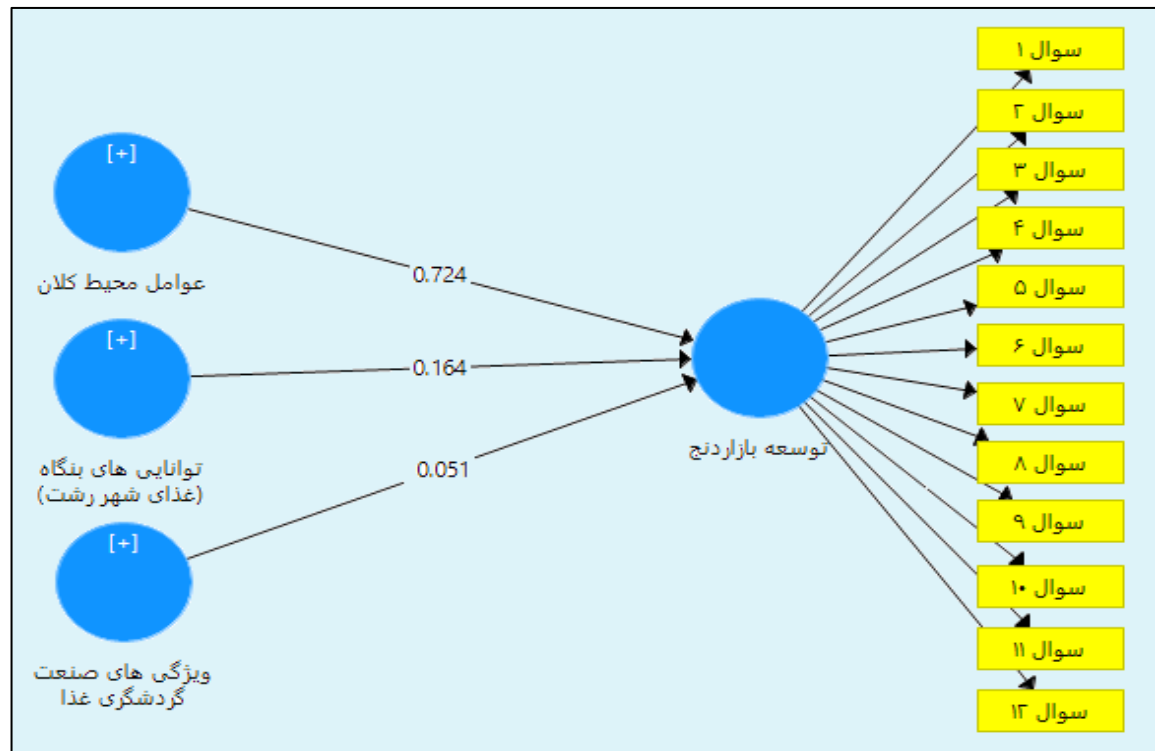 [+]
عوامل محیط کلان
[+]
توانایی های بنگاه
(غذای شهر رشت)
[+]
ویژگی های صنعت
گردشگری غذا
0.724
0.164
0.051
توسعه بازاردنج
سوال ۱
سوال ۲
سوال ۳
سوال ۴
سوال ۵
سوال ۶
سوال ۷
سوال ۸
سوال ۹
سوال ۱۰
سوال ۱۱
سوال ۱۲